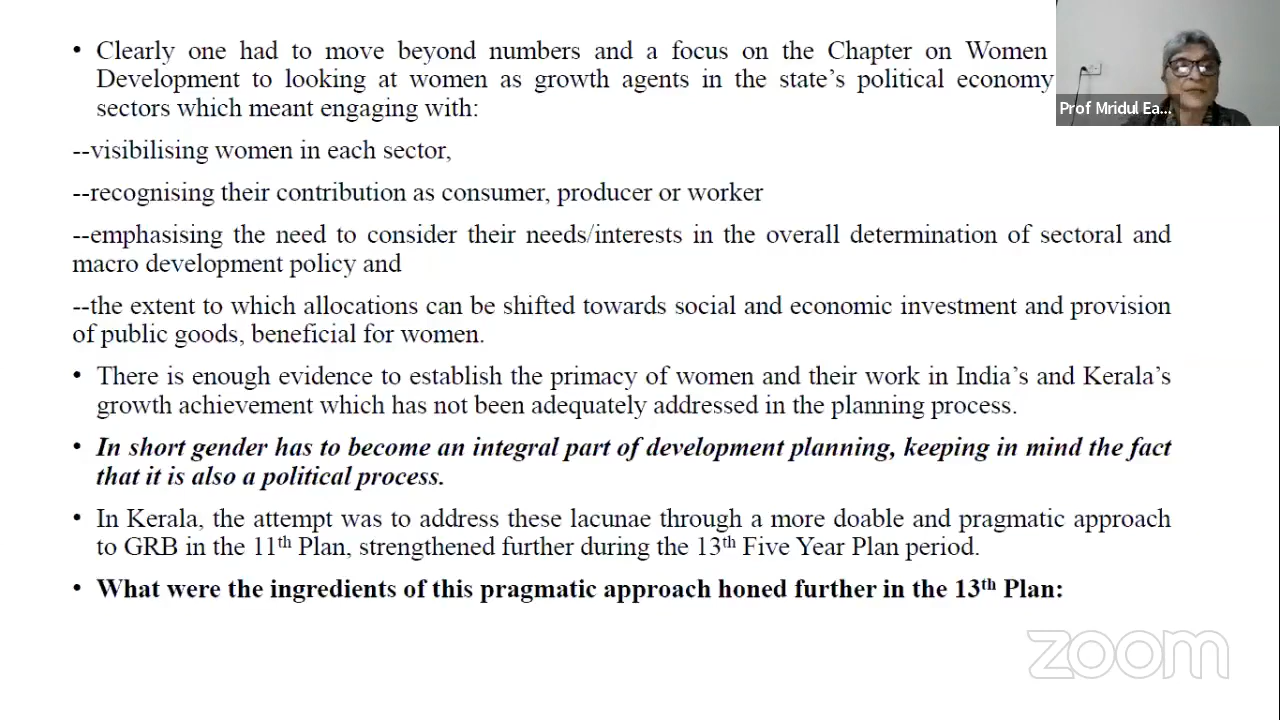 • Clearly one had to move beyond numbers and a focus on the Chapter on Women
Development to looking at women as growth agents in the state's political economy
sectors which meant engaging with:
--visibilising women in each sector,
--recognising their contribution as consumer, producer or worker
--emphasising the need to consider their needs/interests in the overall determination of sectoral and
macro development policy and
--the extent to which allocations can be shifted towards social and economic investment and provision
of public goods, beneficial for women.
• There is enough evidence to establish the primacy of women and their work in India's and Kerala's
growth achievement which has not been adequately addressed in the planning process.
• In short gender has to become an integral part of development planning, keeping in mind the fact
that it is also a political process.
• In Kerala, the attempt was to address these lacunae through a more doable and pragmatic approach
to GRB in the 11th Plan, strengthened further during the 13th Five Year Plan period.
• What were the ingredients of this pragmatic approach honed further in the 13th Plan:
Prof Mridul Ea...
zoom